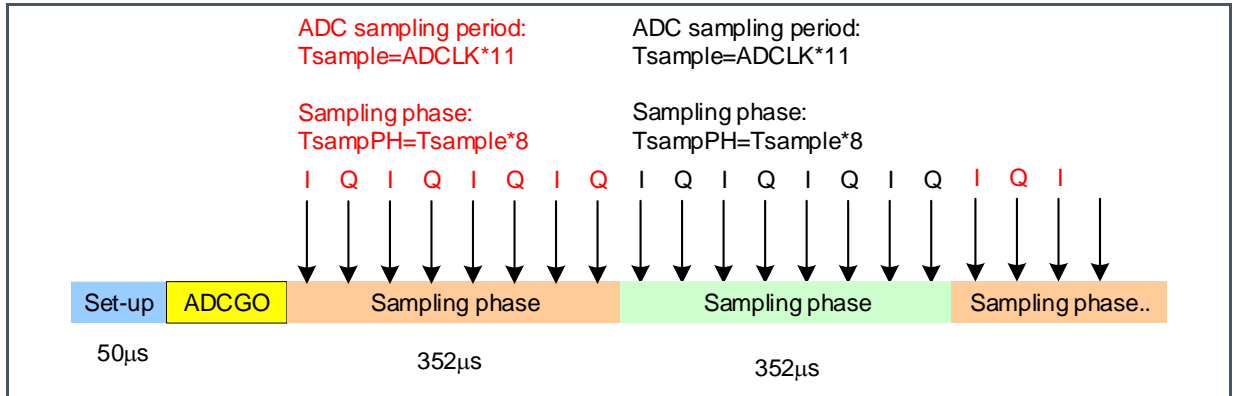 ADC sampling period:
Tsample=ADCLK*11
Sampling phase:
TsampPH=Tsample*8
ADC sampling period:
Tsample=ADCLK*11
Sampling phase:
TsampPH=Tsample*8
I Q I Q I Q I Q I Q I Q I Q I Q I Q I
Set-up ADCGO Sampling phase Sampling phase Sampling phase..
50µs 352µs 352µs